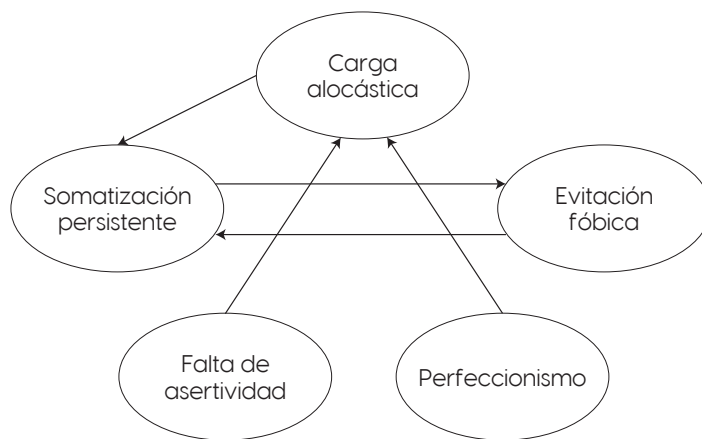 Carga
alocástica
Somatización
persistente
Evitación
fóbica
Falta de
asertividad
Perfeccionismo